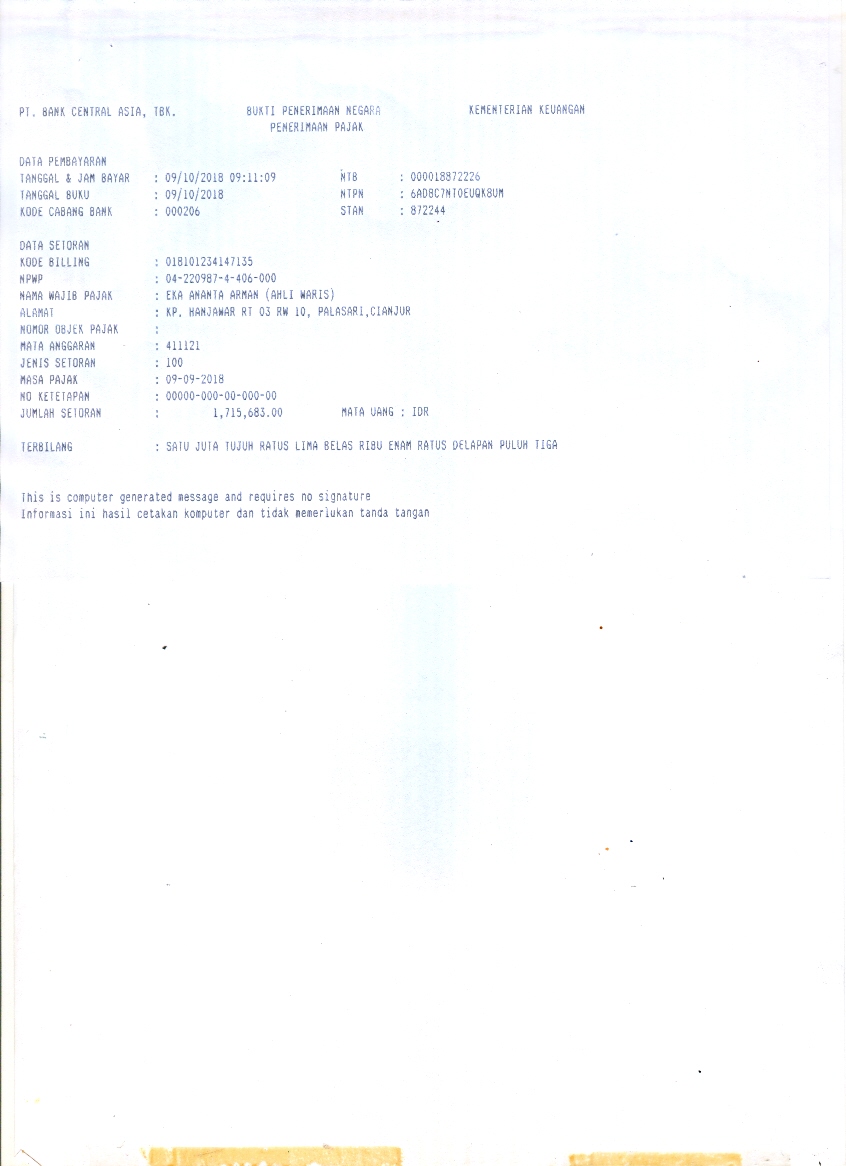 PT. BANK CENTRAL ASIA, TBK. BUKTI PENERIMAAN NEGARA KEMENTERIAN KEUANGAN
PENERIMAAN PAJAK
DATA PEMBAYARAN
TANGGAL & JAM BAYAR : 09/10/2018 09:11:09 NTB : 000018872226
TANGGAL BUKU : 09/10/2018 NTPN : 6AD8C7NT0EUQK8UM
KODE CABANG BANK : 000206 STAN : 872244
DATA SETORAN
KODE BILLING : 018101234147135
NPWP : 04-220987-4-406-000
NAMA WAJIB PAJAK : EKA ANANTA ARMAN (AHLI WARIS)
ALAMAT : KP. HANJAWAR RT 03 RW 10, PALASARI,CIANJUR
NOMOR OBJEK PAJAK :
MATA ANGGARAN : 411121
JENIS SETORAN : 100
MASA PAJAK : 09-09-2018
NO KETETAPAN : 00000-000-00-000-00
JUMLAH SETORAN : 1,715,683.00 MATA UANG : IDR
TERBILANG : SATU JUTA TUJUH RATUS LIMA BELAS RIBU ENAM RATUS DELAPAN PULUH TIGA
This is computer generated message and requires no signature
Informasi ini hasil cetakan komputer dan tidak memerlukan tanda tangan